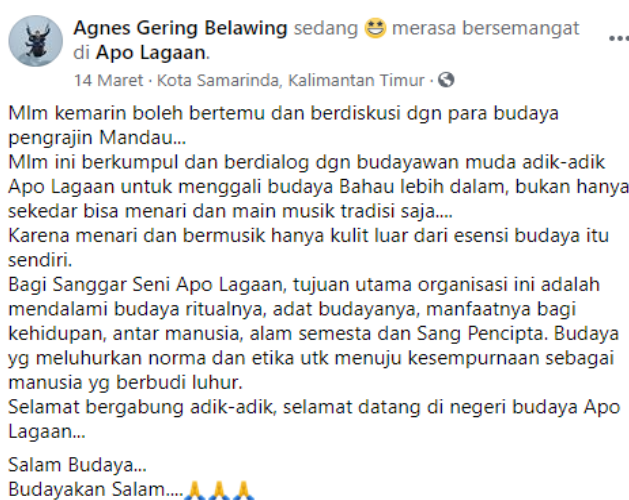 Agnes Gering Belawing sedang 🤩 merasa bersemangat
di Apo Lagaan.
14 Maret · Kota Samarinda, Kalimantan Timur ·
Mlm kemarin boleh bertemu dan berdiskusi dgn para budaya
pengrajin Mandau...
Mlm ini berkumpul dan berdialog dgn budayawan muda adik-adik
Apo Lagaan untuk menggali budaya Bahau lebih dalam, bukan hanya
sekedar bisa menari dan main musik tradisi saja....
Karena menari dan bermusik hanya kulit luar dari esensi budaya itu
sendiri.
Bagi Sanggar Seni Apo Lagaan, tujuan utama organisasi ini adalah
mendalami budaya ritualnya, adat budayanya, manfaatnya bagi
kehidupan, antar manusia, alam semesta dan Sang Pencipta. Budaya
yg meluhurkan norma dan etika utk menuju kesempurnaan sebagai
manusia yg berbudi luhur.
Selamat bergabung adik-adik, selamat datang di negeri budaya Apo
Lagaan...
Salam Budaya...
Budayakan Salam....🙏🙏🙏